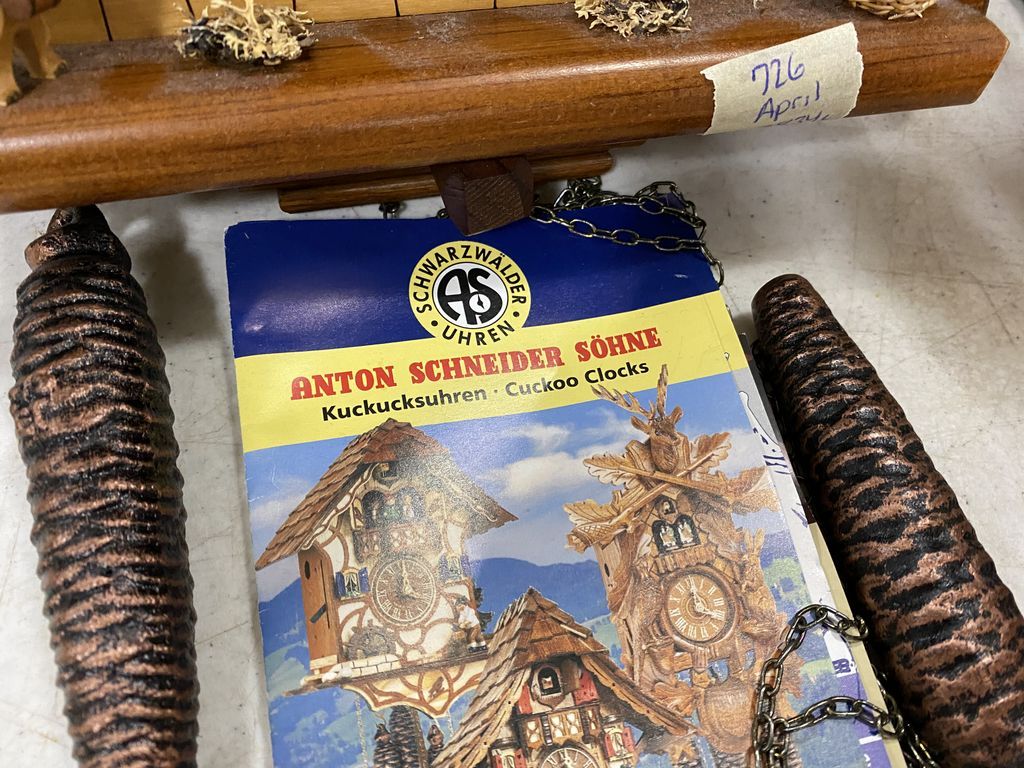 726
April
SCHWARZWÄLDER
AS
UHREN
ANTON SCHNEIDER SÖHNE
Kuckucksuhren · Cuckoo Clocks